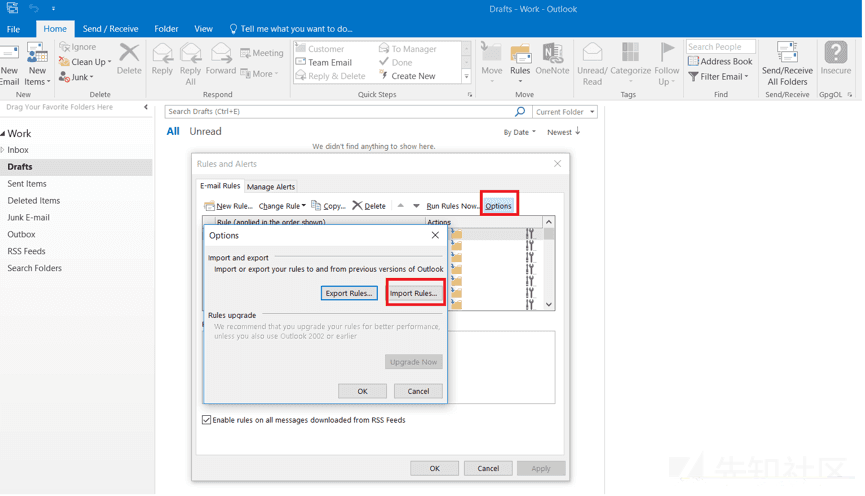 Drafts - Work - Outlook
File Home Send / Receive Folder View Tell me what you want to do...
New Email
New Items
Ignore
Clean Up
Junk
Delete
Reply
Reply All
Forward
Meeting
More
Customer
Team Email
Reply & Delete
To Manager
Done
Create New
Move
Rules
OneNote
Unread/ Read
Categorize
Follow Up
Search People
Address Book
Filter Email
Send/Receive All Folders
Insecure
New Delete Respond Quick Steps Move Tags Find Send/Receive GpgOL
Drag Your Favorite Folders Here
Work
Inbox
Drafts
Sent Items
Deleted Items
Junk E-mail
Outbox
RSS Feeds
Search Folders
Search Drafts (Ctrl+E) Current Folder
All Unread By Date Newest
We didn't find anything to show here.
Rules and Alerts
E-mail Rules Manage Alerts
New Rule... Change Rule Copy... Delete Run Rules Now... Options
Rule (applied in the order shown) Actions
Options
Import and export
Import or export your rules to and from previous versions of Outlook
Export Rules... Import Rules...
Rules upgrade
We recommend that you upgrade your rules for better performance,
unless you also use Outlook 2002 or earlier
Upgrade Now
OK Cancel
Enable rules on all messages downloaded from RSS Feeds
OK Cancel Apply
先知社区